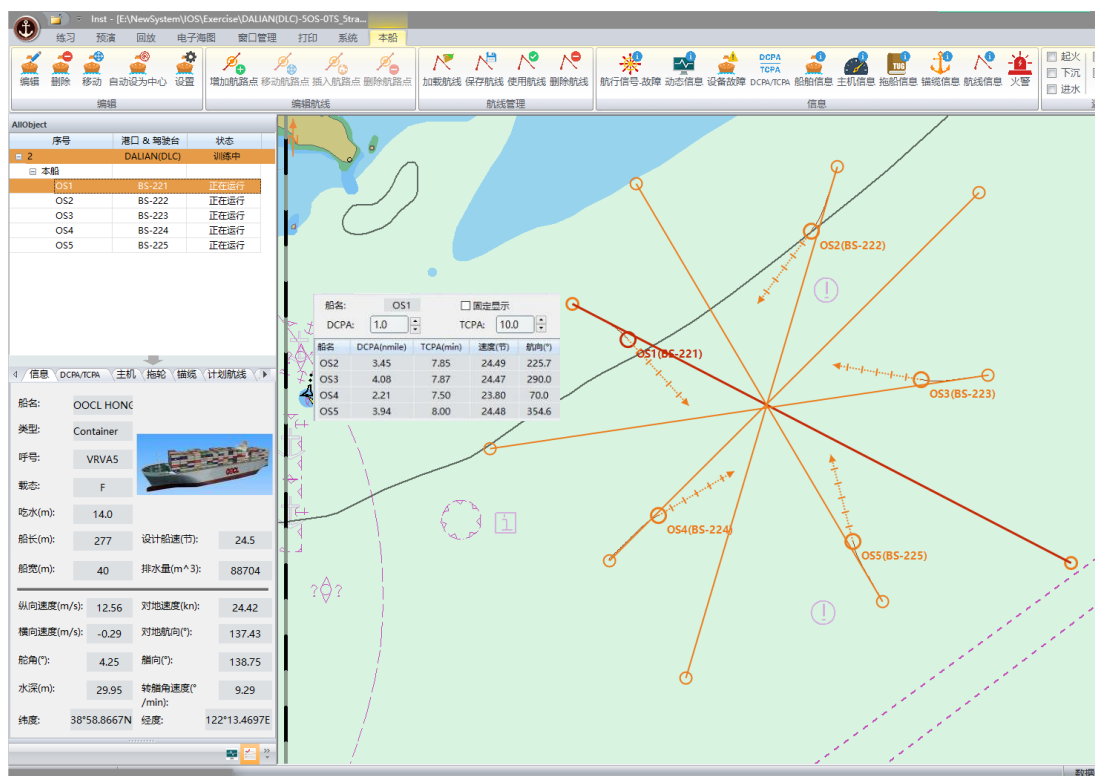 Inst - [E:\NewSystem\IOS\Exercise\DALIAN(DLC)-5OS-0TS_5tra...
练习 预演 回放 电子海图 窗口管理 打印 系统 本船
编辑 删除 移动 自动设为中心 设置 增加航路点 移动航路点 插入航路点 删除航路点 加载航线 保存航线 使用航线 删除航线 航行信号.故障 动态信息 设备故障 DCPA/TCPA 船舶信息 主机信息 拖船信息 锚缆信息 航线信息 火警
DCPA
TCPA
TUG
起火
下沉
进水
编辑 编辑航线 航线管理 信息
AllObject
序号 港口 & 驾驶台 状态
2 DALIAN(DLC) 训练中
本船
OS1 BS-221 正在运行
OS2 BS-222 正在运行
OS3 BS-223 正在运行
OS4 BS-224 正在运行
OS5 BS-225 正在运行
信息 DCPA/TCPA 主机 拖轮 锚缆 计划航线
船名: OOCL HONG
类型: Container
呼号: VRVA5
载态: F
吃水(m): 14.0
船长(m): 277 设计船速(节): 24.5
船宽(m): 40 排水量(m^3): 88704
纵向速度(m/s): 12.56 对地速度(kn): 24.42
横向速度(m/s): -0.29 对地航向(°): 137.43
舵角(°): 4.25 艏向(°): 138.75
水深(m): 29.95 转艏角速度(°/min): 9.29
纬度: 38°58.8667N 经度: 122°13.4697E
船名: OS1 固定显示
DCPA: 1.0 TCPA: 10.0
船名 DCPA(nmile) TCPA(min) 速度(节) 航向(°)
OS2 3.45 7.85 24.49 225.7
OS3 4.08 7.87 24.47 290.0
OS4 2.21 7.50 23.80 70.0
OS5 3.94 8.00 24.48 354.6
OS2(BS-222)
OS1(BS-221)
OS3(BS-223)
OS4(BS-224)
OS5(BS-225)
数据